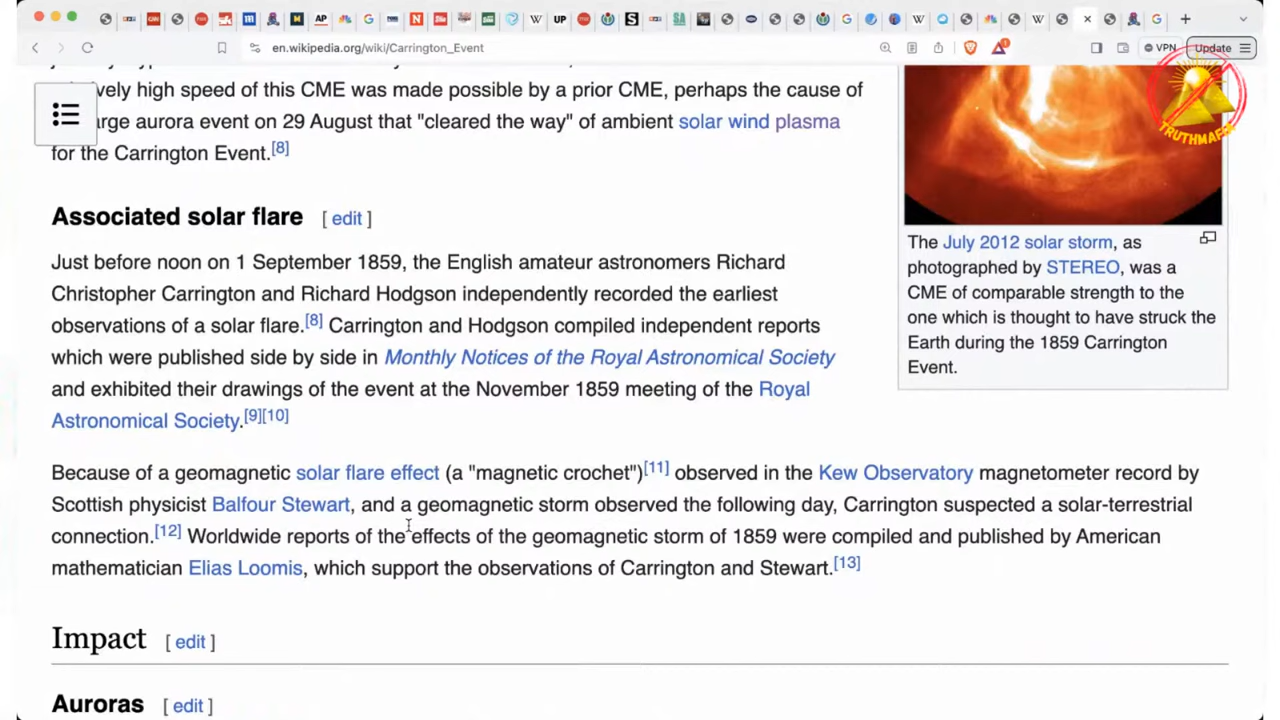 AP
UP
S
SA
en.wikipedia.org/wiki/Carrington_Event
VPN
Update
TRUTHMAFIA
vely high speed of this CME was made possible by a prior CME, perhaps the cause of
arge aurora event on 29 August that "cleared the way" of ambient solar wind plasma
for the Carrington Event.[8]
Associated solar flare [ edit ]
Just before noon on 1 September 1859, the English amateur astronomers Richard
Christopher Carrington and Richard Hodgson independently recorded the earliest
observations of a solar flare.[8] Carrington and Hodgson compiled independent reports
which were published side by side in Monthly Notices of the Royal Astronomical Society
and exhibited their drawings of the event at the November 1859 meeting of the Royal
Astronomical Society.[9][10]
The July 2012 solar storm, as
photographed by STEREO, was a
CME of comparable strength to the
one which is thought to have struck the
Earth during the 1859 Carrington
Event.
Because of a geomagnetic solar flare effect (a "magnetic crochet")[11] observed in the Kew Observatory magnetometer record by
Scottish physicist Balfour Stewart, and a geomagnetic storm observed the following day, Carrington suspected a solar-terrestrial
connection.[12] Worldwide reports of the effects of the geomagnetic storm of 1859 were compiled and published by American
mathematician Elias Loomis, which support the observations of Carrington and Stewart.[13]
Impact [ edit ]
Auroras [ edit ]